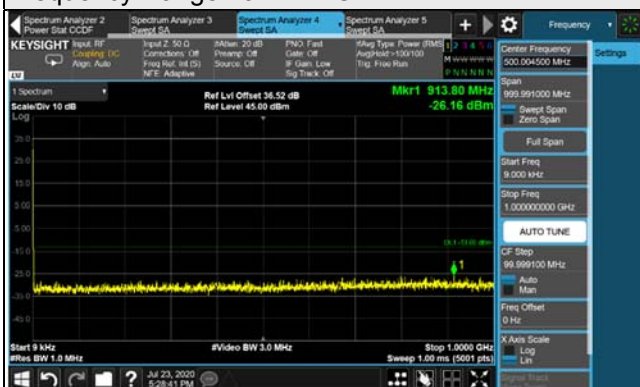 Spectrum Analyzer 2
Power Stat CCDF
Spectrum Analyzer 3
Swept SA
Spectrum Analyzer 4
Swept SA
Spectrum Analyzer 5
Swept SA
Frequency
KEYSIGHT
Input: RF
Coupling: DC
Align: Auto
Input Z: 50 Ω
Corrections: Off
Freq Ref: Int (S)
NFE: Adaptive
#Atten: 20 dB
Preamp: Off
Source: Off
PNO: Fast
Gate: Off
IF Gain: Low
Sig Track: Off
#Avg Type: Power (RMS
Avg|Hold:>100/100
Trig: Free Run
1 2 3 4 5 6
M W W W W W
P N N N N N
1 Spectrum
Ref Lvl Offset 36.52 dB
Mkr1 913.80 MHz
Scale/Div 10 dB
Ref Level 45.00 dBm
-26.16 dBm
Log
35.0
25.0
15.0
5.00
-5.00
-15.0
-25.0
-35.0
-45.0
DL1 -13.00 dBm
1
Start 9 kHz
#Video BW 3.0 MHz
Stop 1.0000 GHz
#Res BW 1.0 MHz
Sweep 1.00 ms (5001 pts)
Jul 23, 2020
5:28:41 PM
Center Frequency
500.004500 MHz
Settings
Span
999.991000 MHz
Swept Span
Zero Span
Full Span
Start Freq
9.000 kHz
Stop Freq
1.000000000 GHz
AUTO TUNE
CF Step
99.999100 MHz
Auto
Man
Freq Offset
0 Hz
X Axis Scale
Log
Lin
Signal Track